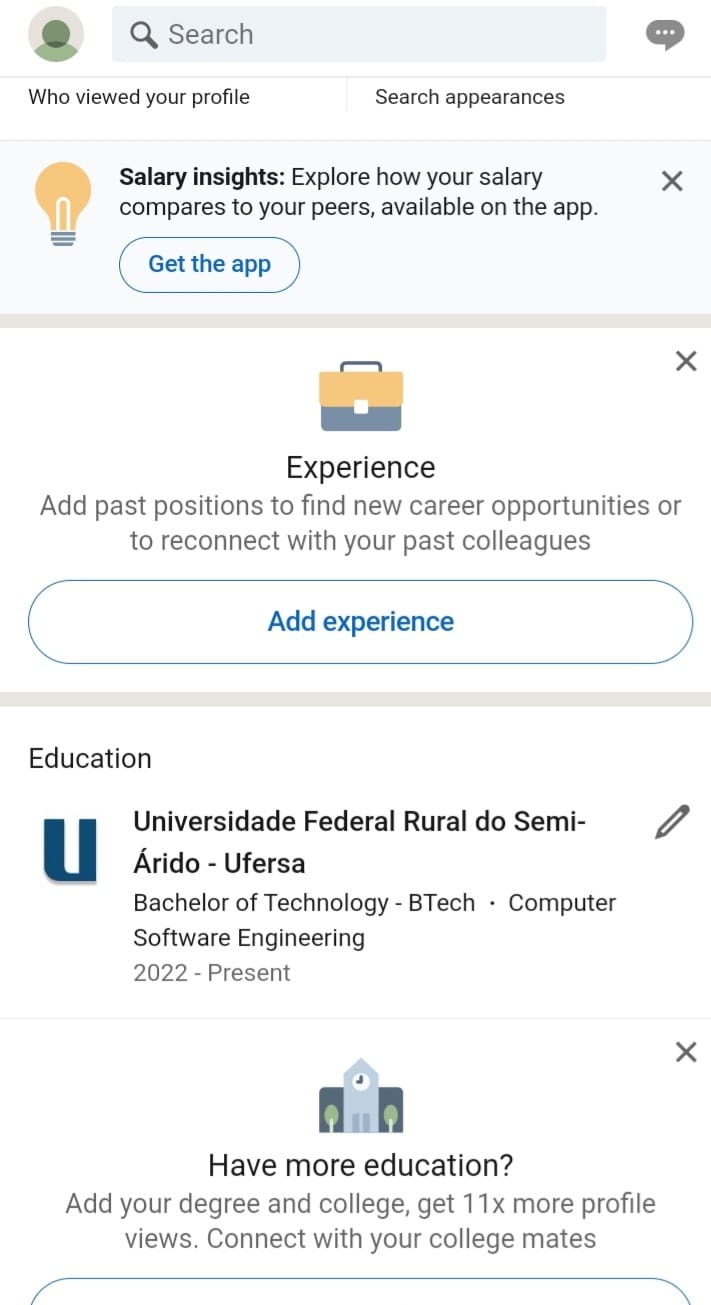 Search
Who viewed your profile
Search appearances
Salary insights: Explore how your salary
compares to your peers, available on the app.
Get the app
Experience
Add past positions to find new career opportunities or
to reconnect with your past colleagues
Add experience
Education
Universidade Federal Rural do Semi-
Árido - Ufersa
Bachelor of Technology - BTech · Computer
Software Engineering
2022 - Present
Have more education?
Add your degree and college, get 11x more profile
views. Connect with your college mates